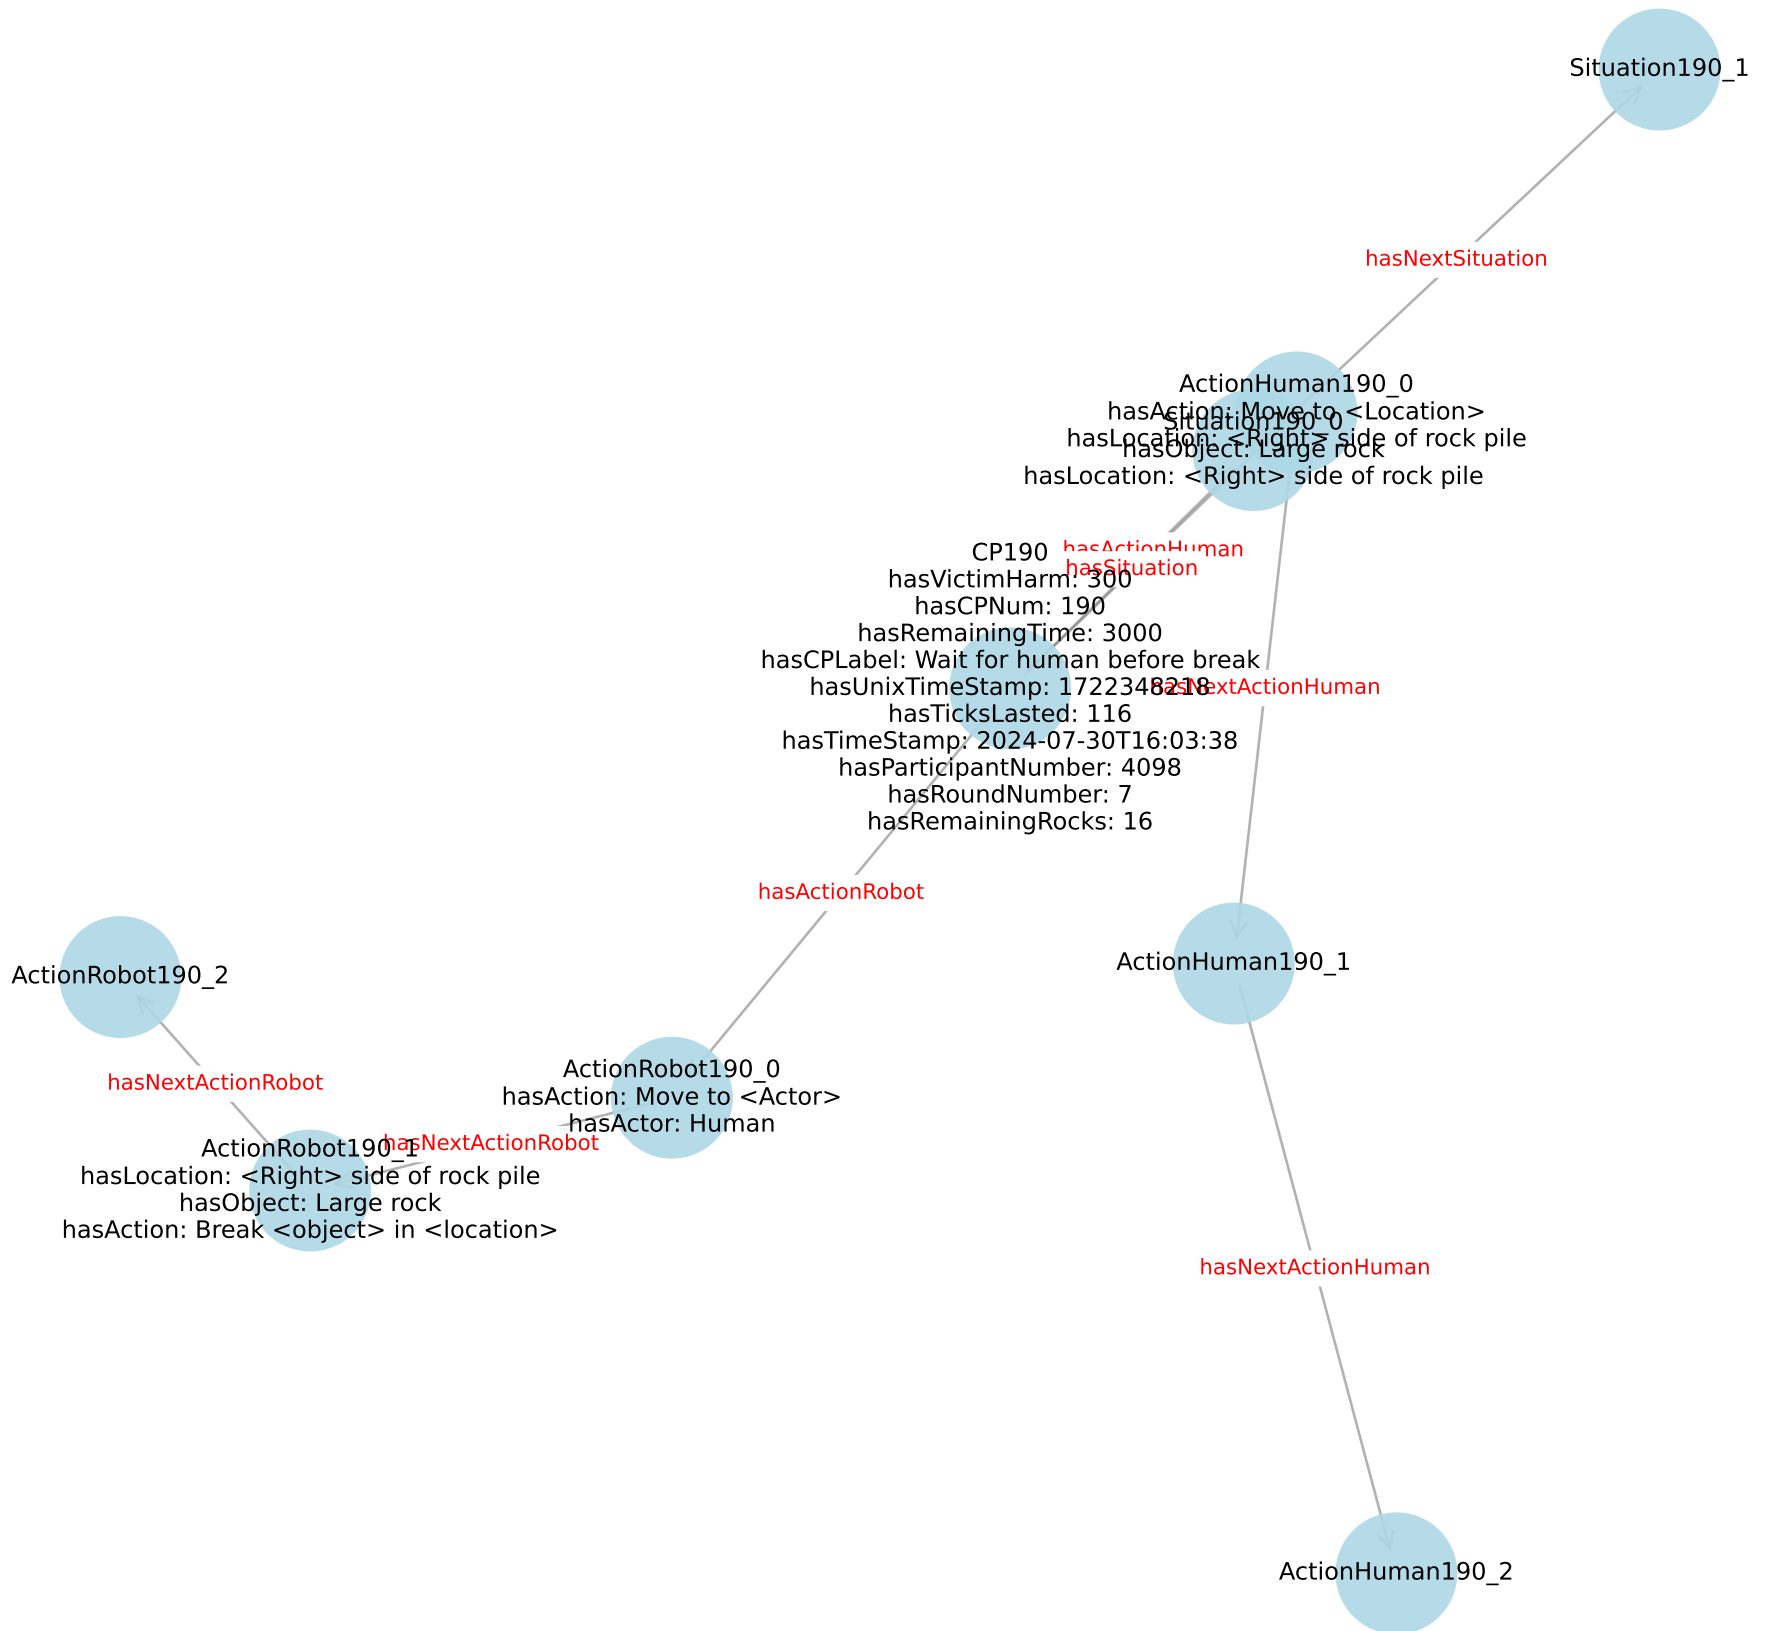 Situation190_1
hasNextSituation
ActionHuman190_0
hasAction: Move to <Location>
hasLocation: <Right> side of rock pile
Situation190_0
hasObject: Large rock
hasLocation: <Right> side of rock pile
hasActionHuman
hasSituation
CP190
hasVictimHarm: 300
hasCPNum: 190
hasRemainingTime: 3000
hasCPLabel: Wait for human before break
hasUnixTimeStamp: 1722348218
hasTicksLasted: 116
hasTimeStamp: 2024-07-30T16:03:38
hasParticipantNumber: 4098
hasRoundNumber: 7
hasRemainingRocks: 16
hasNextActionHuman
hasActionRobot
ActionHuman190_1
ActionRobot190_2
hasNextActionRobot
ActionRobot190_0
hasAction: Move to <Actor>
hasActor: Human
hasNextActionRobot
ActionRobot190_1
hasLocation: <Right> side of rock pile
hasObject: Large rock
hasAction: Break <object> in <location>
hasNextActionHuman
ActionHuman190_2